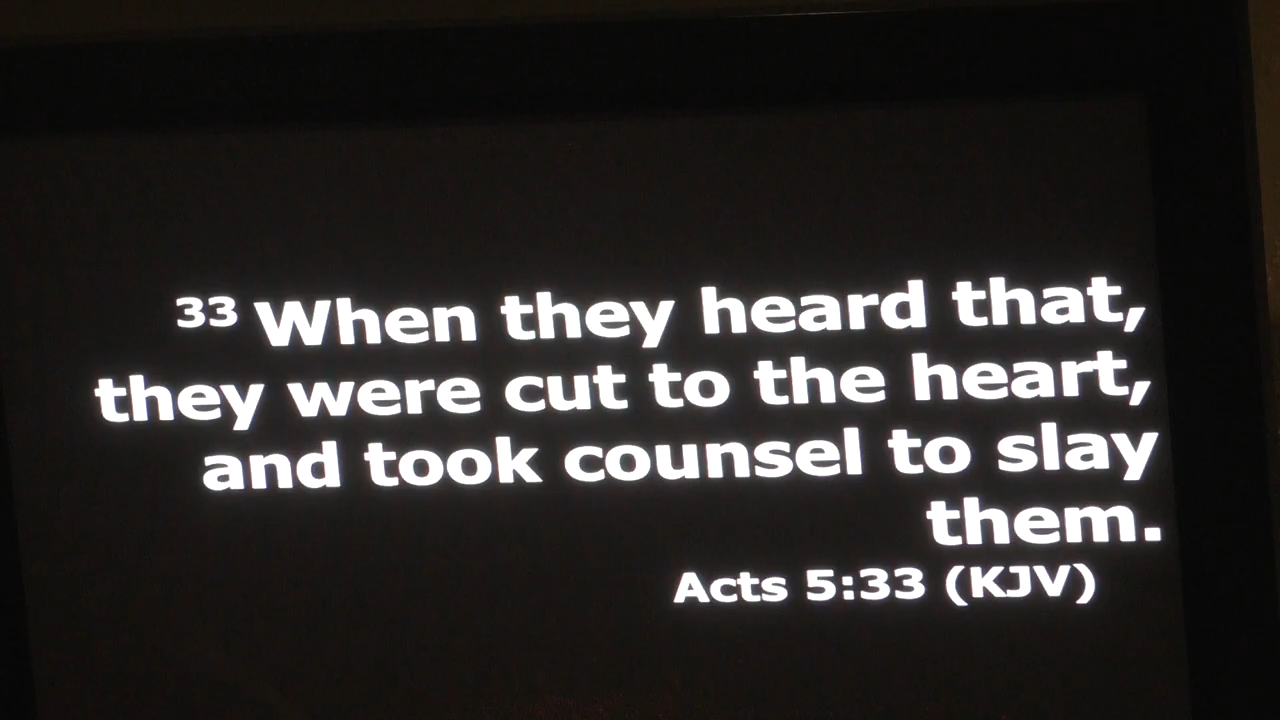 33 When they heard that,
they were cut to the heart,
and took counsel to slay
them.
Acts 5:33 (KJV)